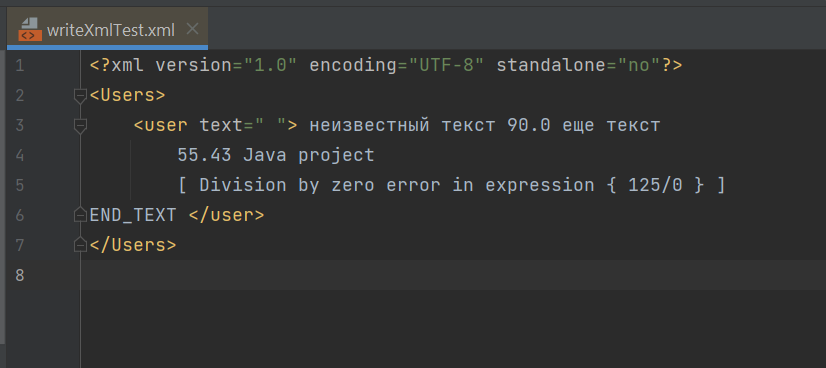 writeXmlTest.xml
1 <?xml version="1.0" encoding="UTF-8" standalone="no"?>
2 <Users>
3 <user text=" "> неизвестный текст 90.0 еще текст
4 55.43 Java project
5 [ Division by zero error in expression { 125/0 } ]
6 END_TEXT </user>
7 </Users>
8